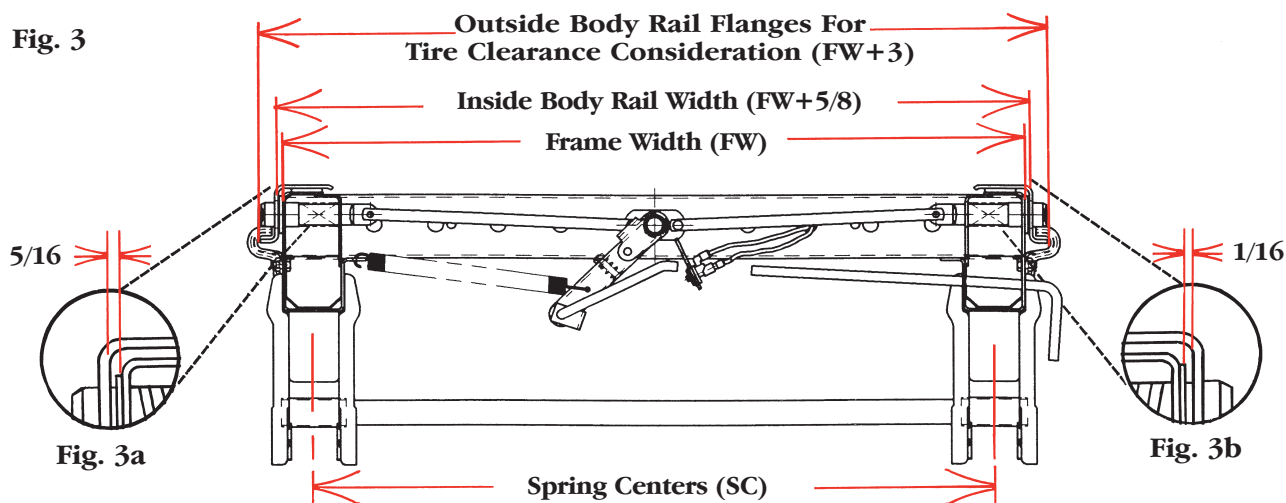 Fig. 3
Outside Body Rail Flanges For
Tire Clearance Consideration (FW+3)
Inside Body Rail Width (FW+5/8)
Frame Width (FW)
5/16
1/16
Fig. 3a
Fig. 3b
Spring Centers (SC)